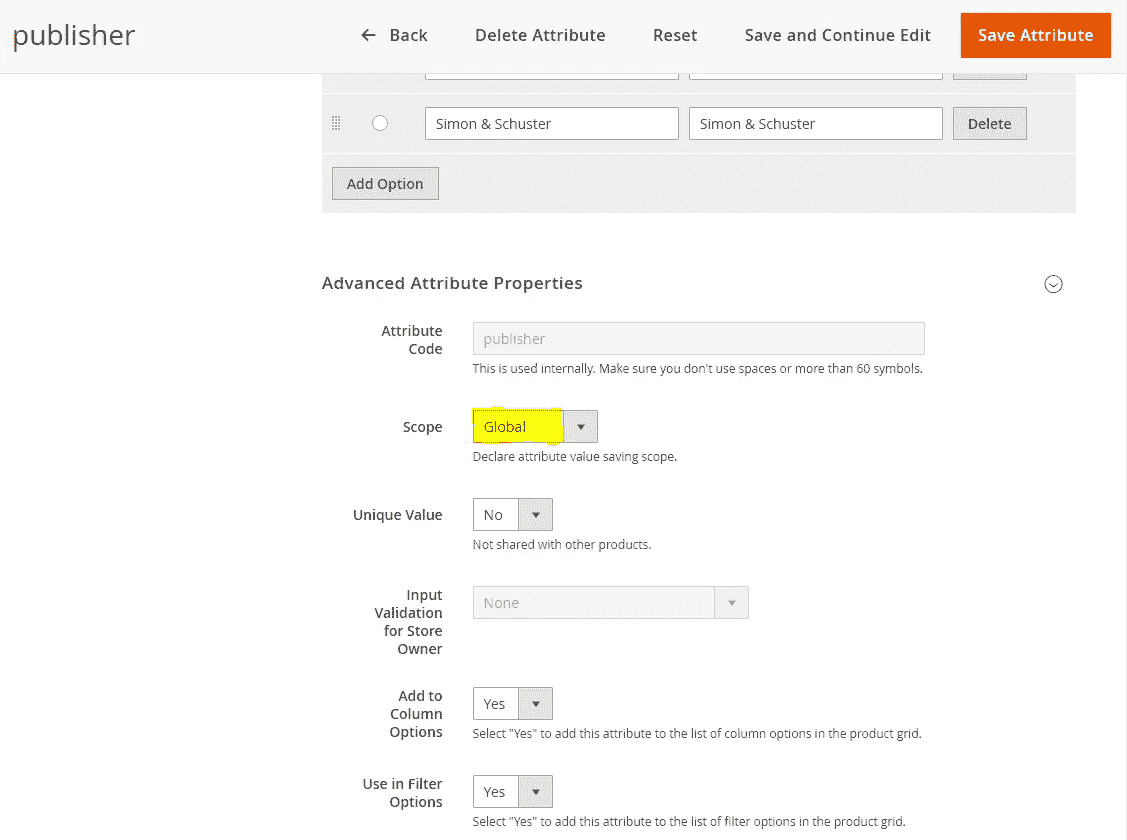 publisher
Back Delete Attribute Reset Save and Continue Edit Save Attribute
Simon & Schuster Simon & Schuster Delete
Add Option
Advanced Attribute Properties
Attribute
Code
publisher
This is used internally. Make sure you don't use spaces or more than 60 symbols.
Scope Global
Declare attribute value saving scope.
Unique Value No
Not shared with other products.
Input
Validation
for Store
Owner
None
Add to
Column
Options
Yes
Select "Yes" to add this attribute to the list of column options in the product grid.
Use in Filter
Options
Yes
Select "Yes" to add this attribute to the list of filter options in the product grid.